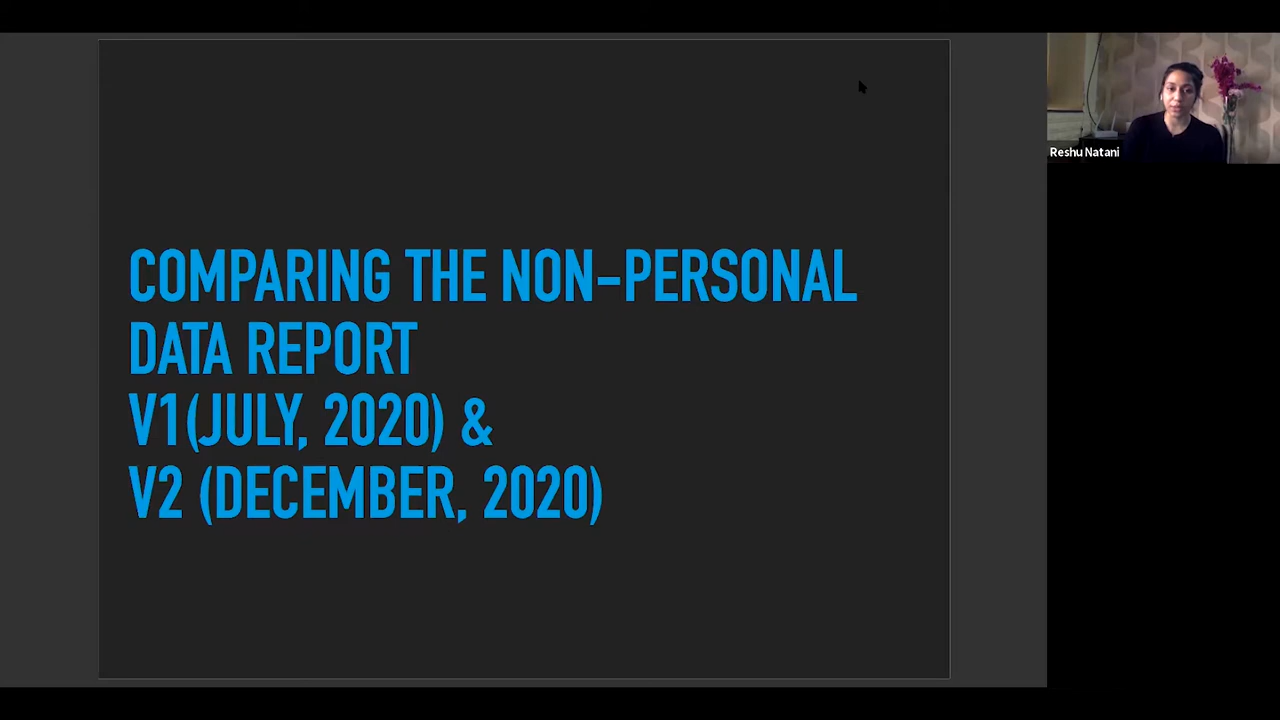 COMPARING THE NON-PERSONAL
DATA REPORT
V1(JULY, 2020) &
V2 (DECEMBER, 2020)
Reshu Natani